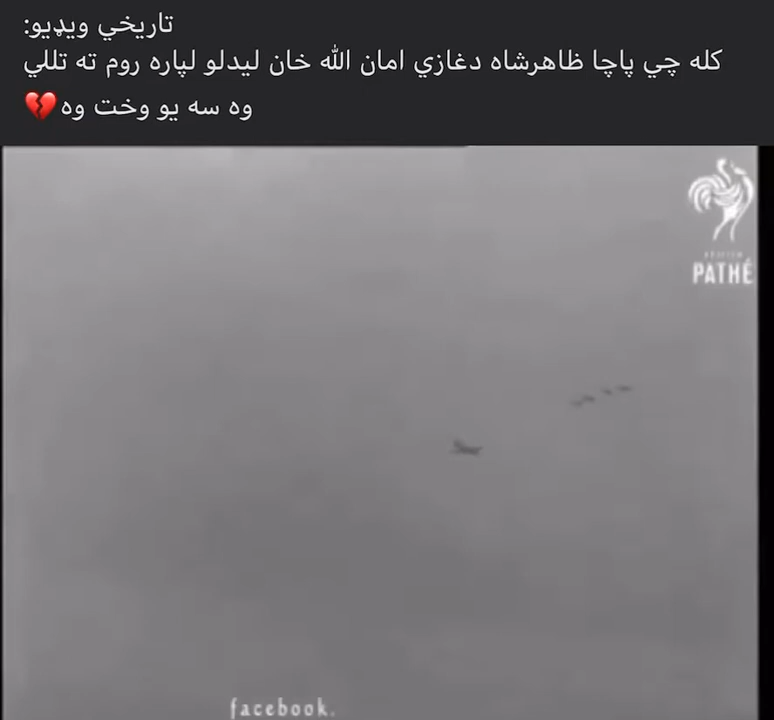 تاريخي ويډيو:
کله چي پاچا ظاهرشاه دغازي امان الله خان ليدلو لپاره روم ته تللي
وه سه يو وخت وه💔
BRITISH
PATHÉ
facebook.